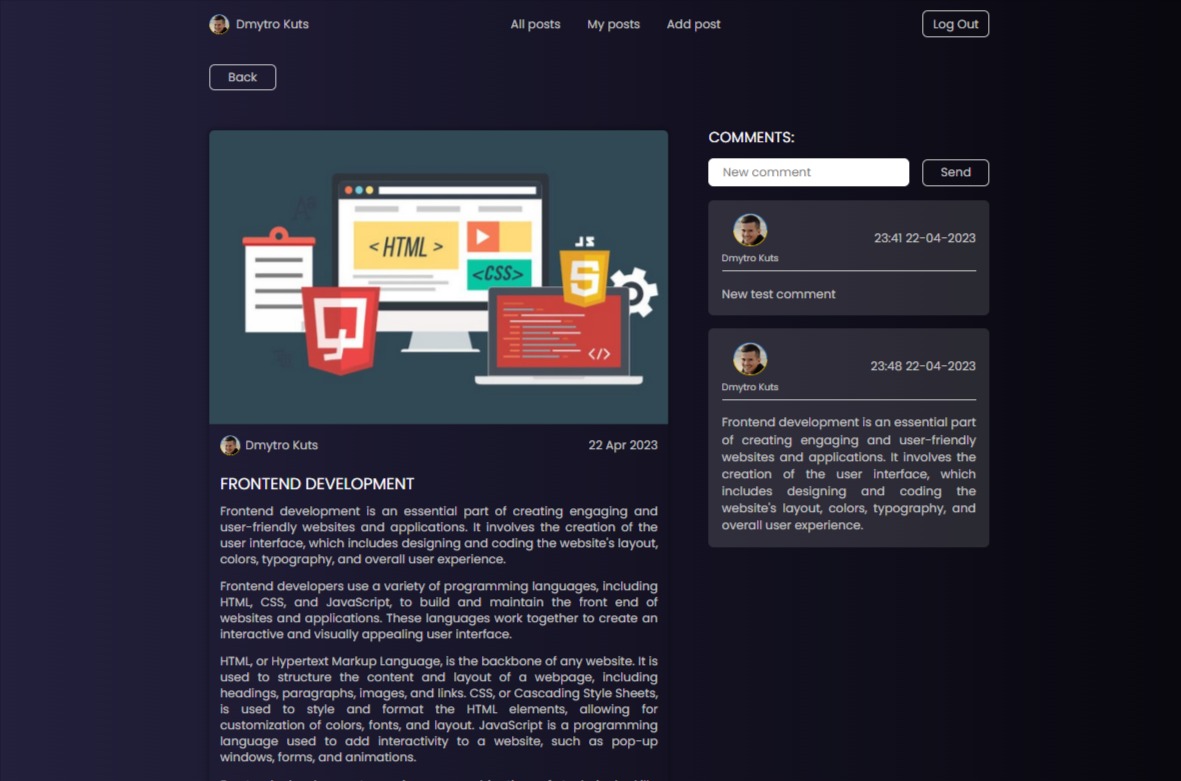 Dmytro Kuts
All posts
My posts
Add post
Log Out
Back
< HTML >
<CSS>
JS
</>
Dmytro Kuts
22 Apr 2023
FRONTEND DEVELOPMENT
Frontend development is an essential part of creating engaging and
user-friendly websites and applications. It involves the creation of the
user interface, which includes designing and coding the website's layout,
colors, typography, and overall user experience.
Frontend developers use a variety of programming languages, including
HTML, CSS, and JavaScript, to build and maintain the front end of
websites and applications. These languages work together to create an
interactive and visually appealing user interface.
HTML, or Hypertext Markup Language, is the backbone of any website. It is
used to structure the content and layout of a webpage, including
headings, paragraphs, images, and links. CSS, or Cascading Style Sheets,
is used to style and format the HTML elements, allowing for
customization of colors, fonts, and layout. JavaScript is a programming
language used to add interactivity to a website, such as pop-up
windows, forms, and animations.
COMMENTS:
New comment
Send
23:41 22-04-2023
Dmytro Kuts
New test comment
23:48 22-04-2023
Dmytro Kuts
Frontend development is an essential part
of creating engaging and user-friendly
websites and applications. It involves the
creation of the user interface, which
includes designing and coding the
website's layout, colors, typography, and
overall user experience.